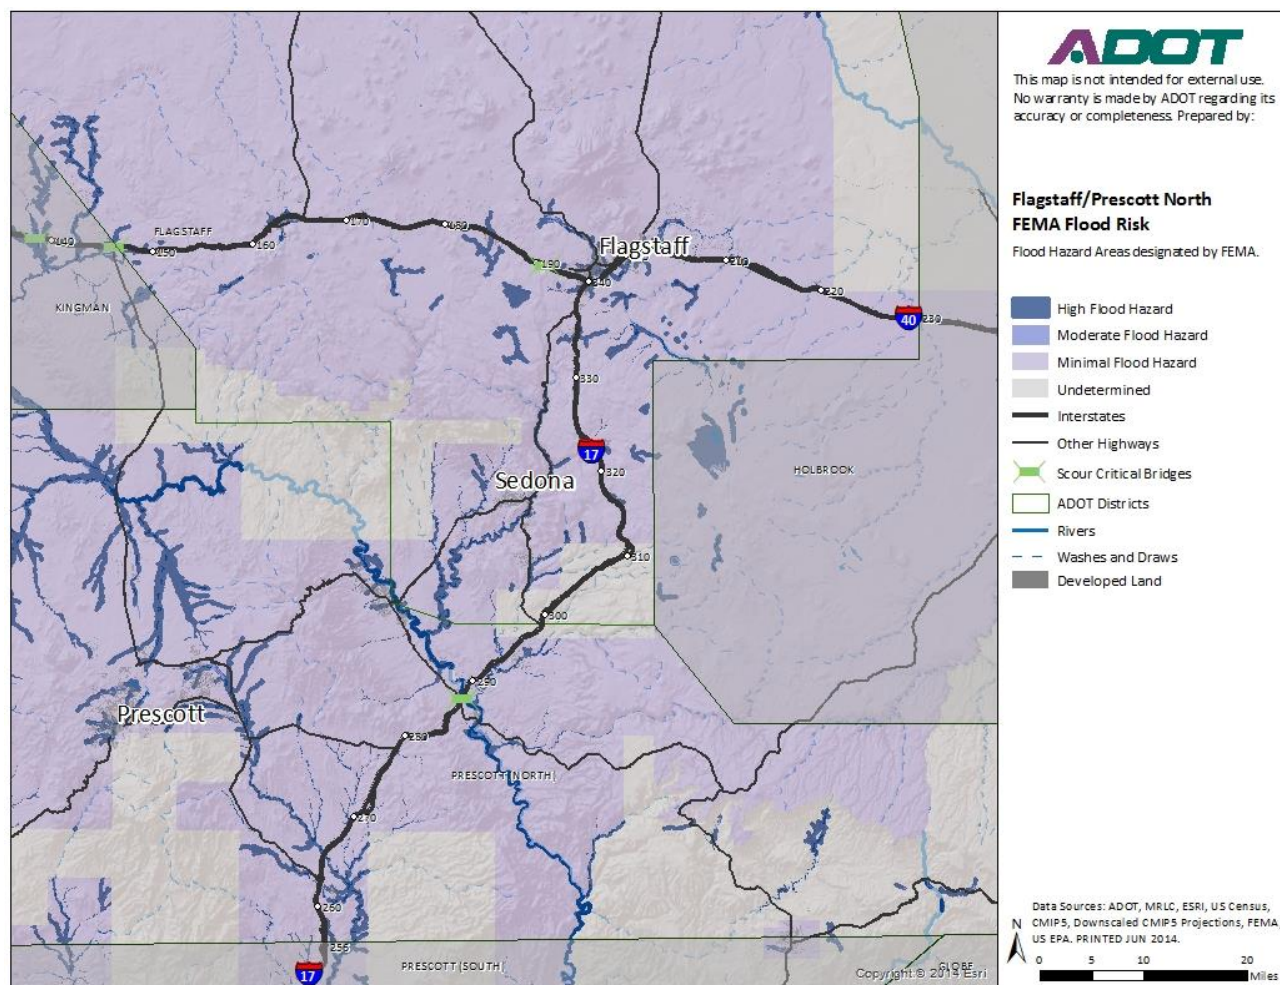 ADOT
This map is not intended for external use.
No warranty is made by ADOT regarding its
accuracy or completeness. Prepared by:
Flagstaff/Prescott North
FEMA Flood Risk
Flood Hazard Areas designated by FEMA.
High Flood Hazard
Moderate Flood Hazard
Minimal Flood Hazard
Undetermined
Interstates
Other Highways
Scour Critical Bridges
ADOT Districts
Rivers
Washes and Draws
Developed Land
Data Sources: ADOT, MRLC, ESRI, US Census,
CMIP5, Downscaled CMIP5 Projections, FEMA,
US EPA. PRINTED JUN 2014.
N
0 5 10 20
Miles
FLAGSTAFF
140
150
160
170
180
190
Flagstaff
340
210
220
40
230
KINGMAN
330
17
320
Sedona
HOLBROOK
310
300
290
Prescott
280
PRESCOTT (NORTH)
270
260
256
17
PRESCOTT (SOUTH)
GLOBE
Copyright:© 2014 Esri